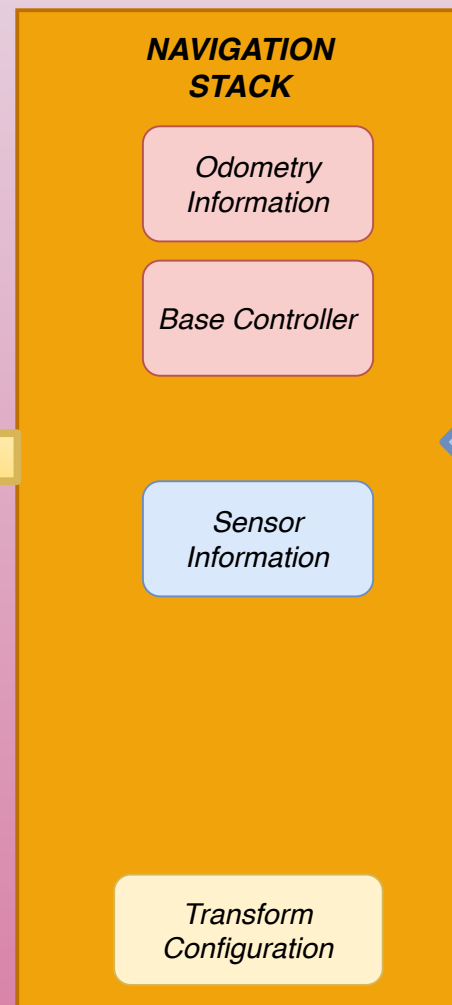 NAVIGATION
STACK
Odometry
Information
Base Controller
Sensor
Information
Transform
Configuration